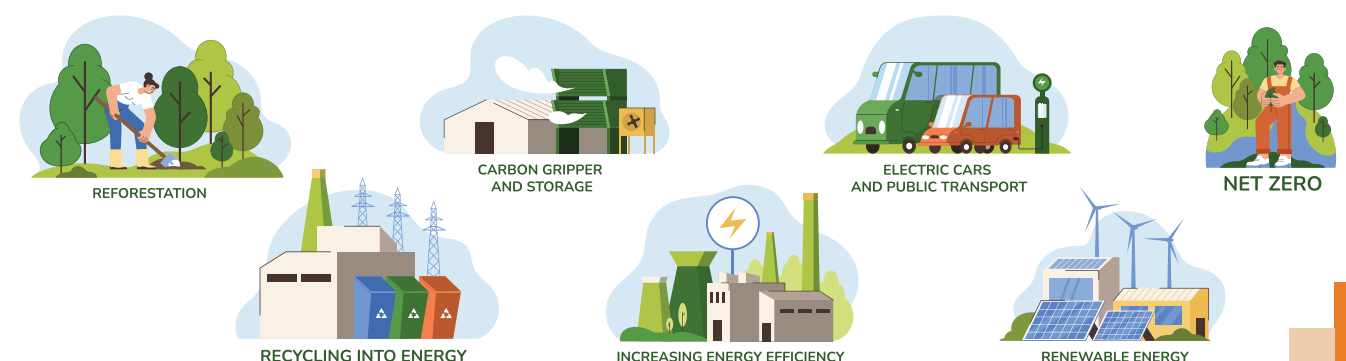 REFORESTATION
CARBON GRIPPER
AND STORAGE
ELECTRIC CARS
AND PUBLIC TRANSPORT
NET ZERO
RECYCLING INTO ENERGY
INCREASING ENERGY EFFICIENCY
RENEWABLE ENERGY